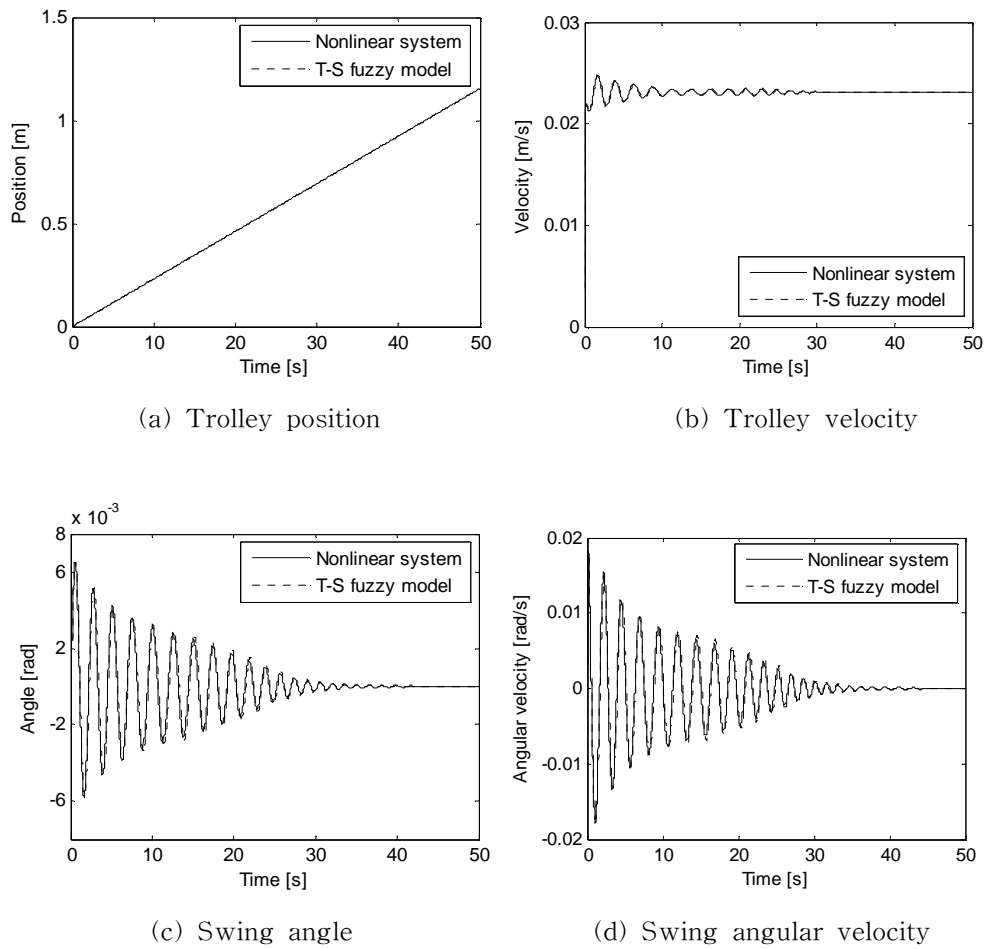 1.5
1
0.5
0
Position [m]
Nonlinear system
T-S fuzzy model
0 10 20 30 40 50
Time [s]
(a) Trolley position
0.03
0.02
0.01
0
Velocity [m/s]
Nonlinear system
T-S fuzzy model
0 10 20 30 40 50
Time [s]
(b) Trolley velocity
x 10-3
8
6
2
-2
-6
Angle [rad]
Nonlinear system
T-S fuzzy model
0 10 20 30 40 50
Time [s]
(c) Swing angle
0.02
0.01
0
-0.01
-0.02
Angular velocity [rad/s]
Nonlinear system
T-S fuzzy model
0 10 20 30 40 50
Time [s]
(d) Swing angular velocity